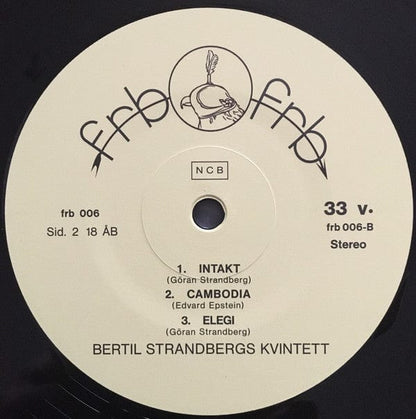 frb frb
NCB
frb 006
Sid. 2 18 ÅB
33 v.
frb 006-B
Stereo
1. INTAKT
(Göran Strandberg)
2. CAMBODIA
(Edvard Epstein)
3. ELEGI
(Göran Strandberg)
BERTIL STRANDBERGS KVINTETT